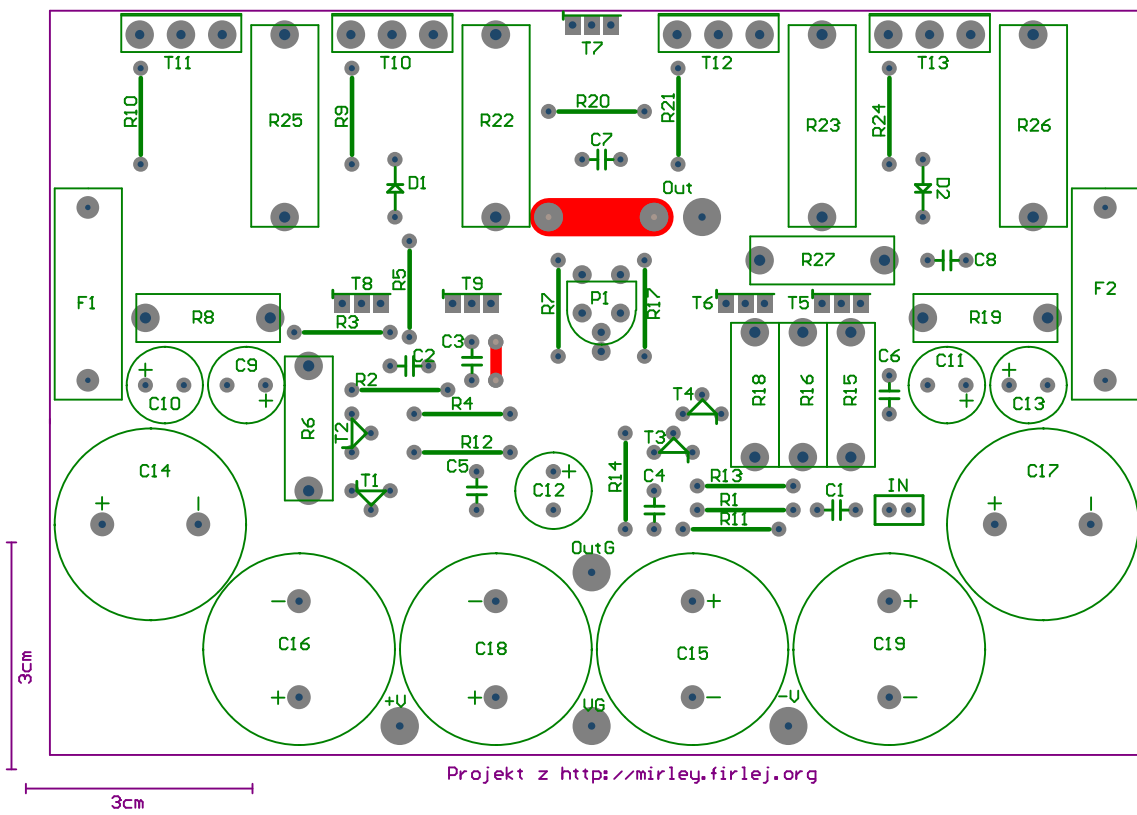 T11
T10
T7
T12
T13
R10
R25
R9
R22
R20
R21
R23
R24
R26
C7
D1
Out
D2
R5
R27
C8
F1
T8
T9
R7
P1
R17
T6
T5
F2
R8
R3
R19
C3
C2
C9
+
C10
+
R2
R4
R6
T2
R12
T1
C5
C12
+
T4
T3
R14
C4
R18
R16
R15
C6
C11
+
C13
+
R13
R1
R11
C1
IN
C14
+
-
C17
+
-
OutG
-
-
+
+
C16
C18
C15
C19
+
+
-
-
+V
VG
-V
3cm
Projekt z http://mirley.firlej.org
3cm